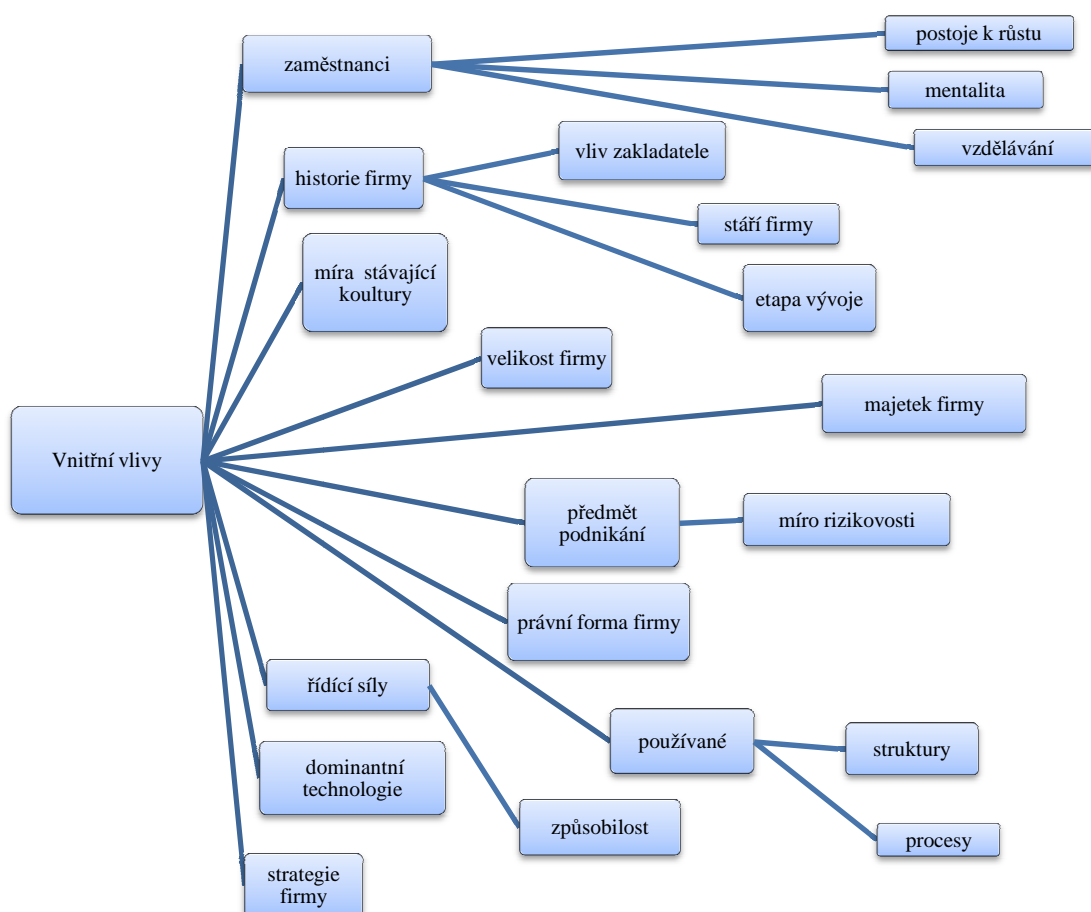 postoje k růstu
zaměstnanci
mentalita
vzdělávání
vliv zakladatele
historie firmy
stáří firmy
míra stávající
koultury
etapa vývoje
velikost firmy
majetek firmy
Vnitřní vlivy
předmět
podnikání
míro rizikovosti
právní forma firmy
řídící síly
používané
struktury
dominantní
technologie
způsobilost
procesy
strategie
firmy